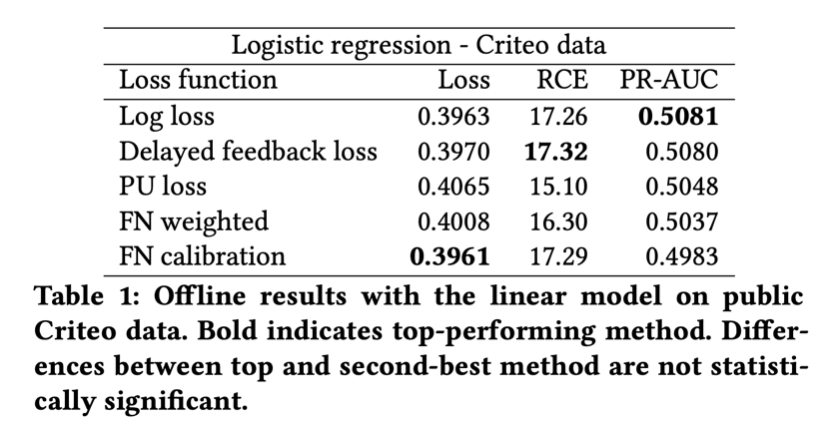 Logistic regression - Criteo data
Loss function Loss RCE PR-AUC
Log loss 0.3963 17.26 0.5081
Delayed feedback loss 0.3970 17.32 0.5080
PU loss 0.4065 15.10 0.5048
FN weighted 0.4008 16.30 0.5037
FN calibration 0.3961 17.29 0.4983
Table 1: Offline results with the linear model on public
Criteo data. Bold indicates top-performing method. Differ-
ences between top and second-best method are not statisti-
cally significant.